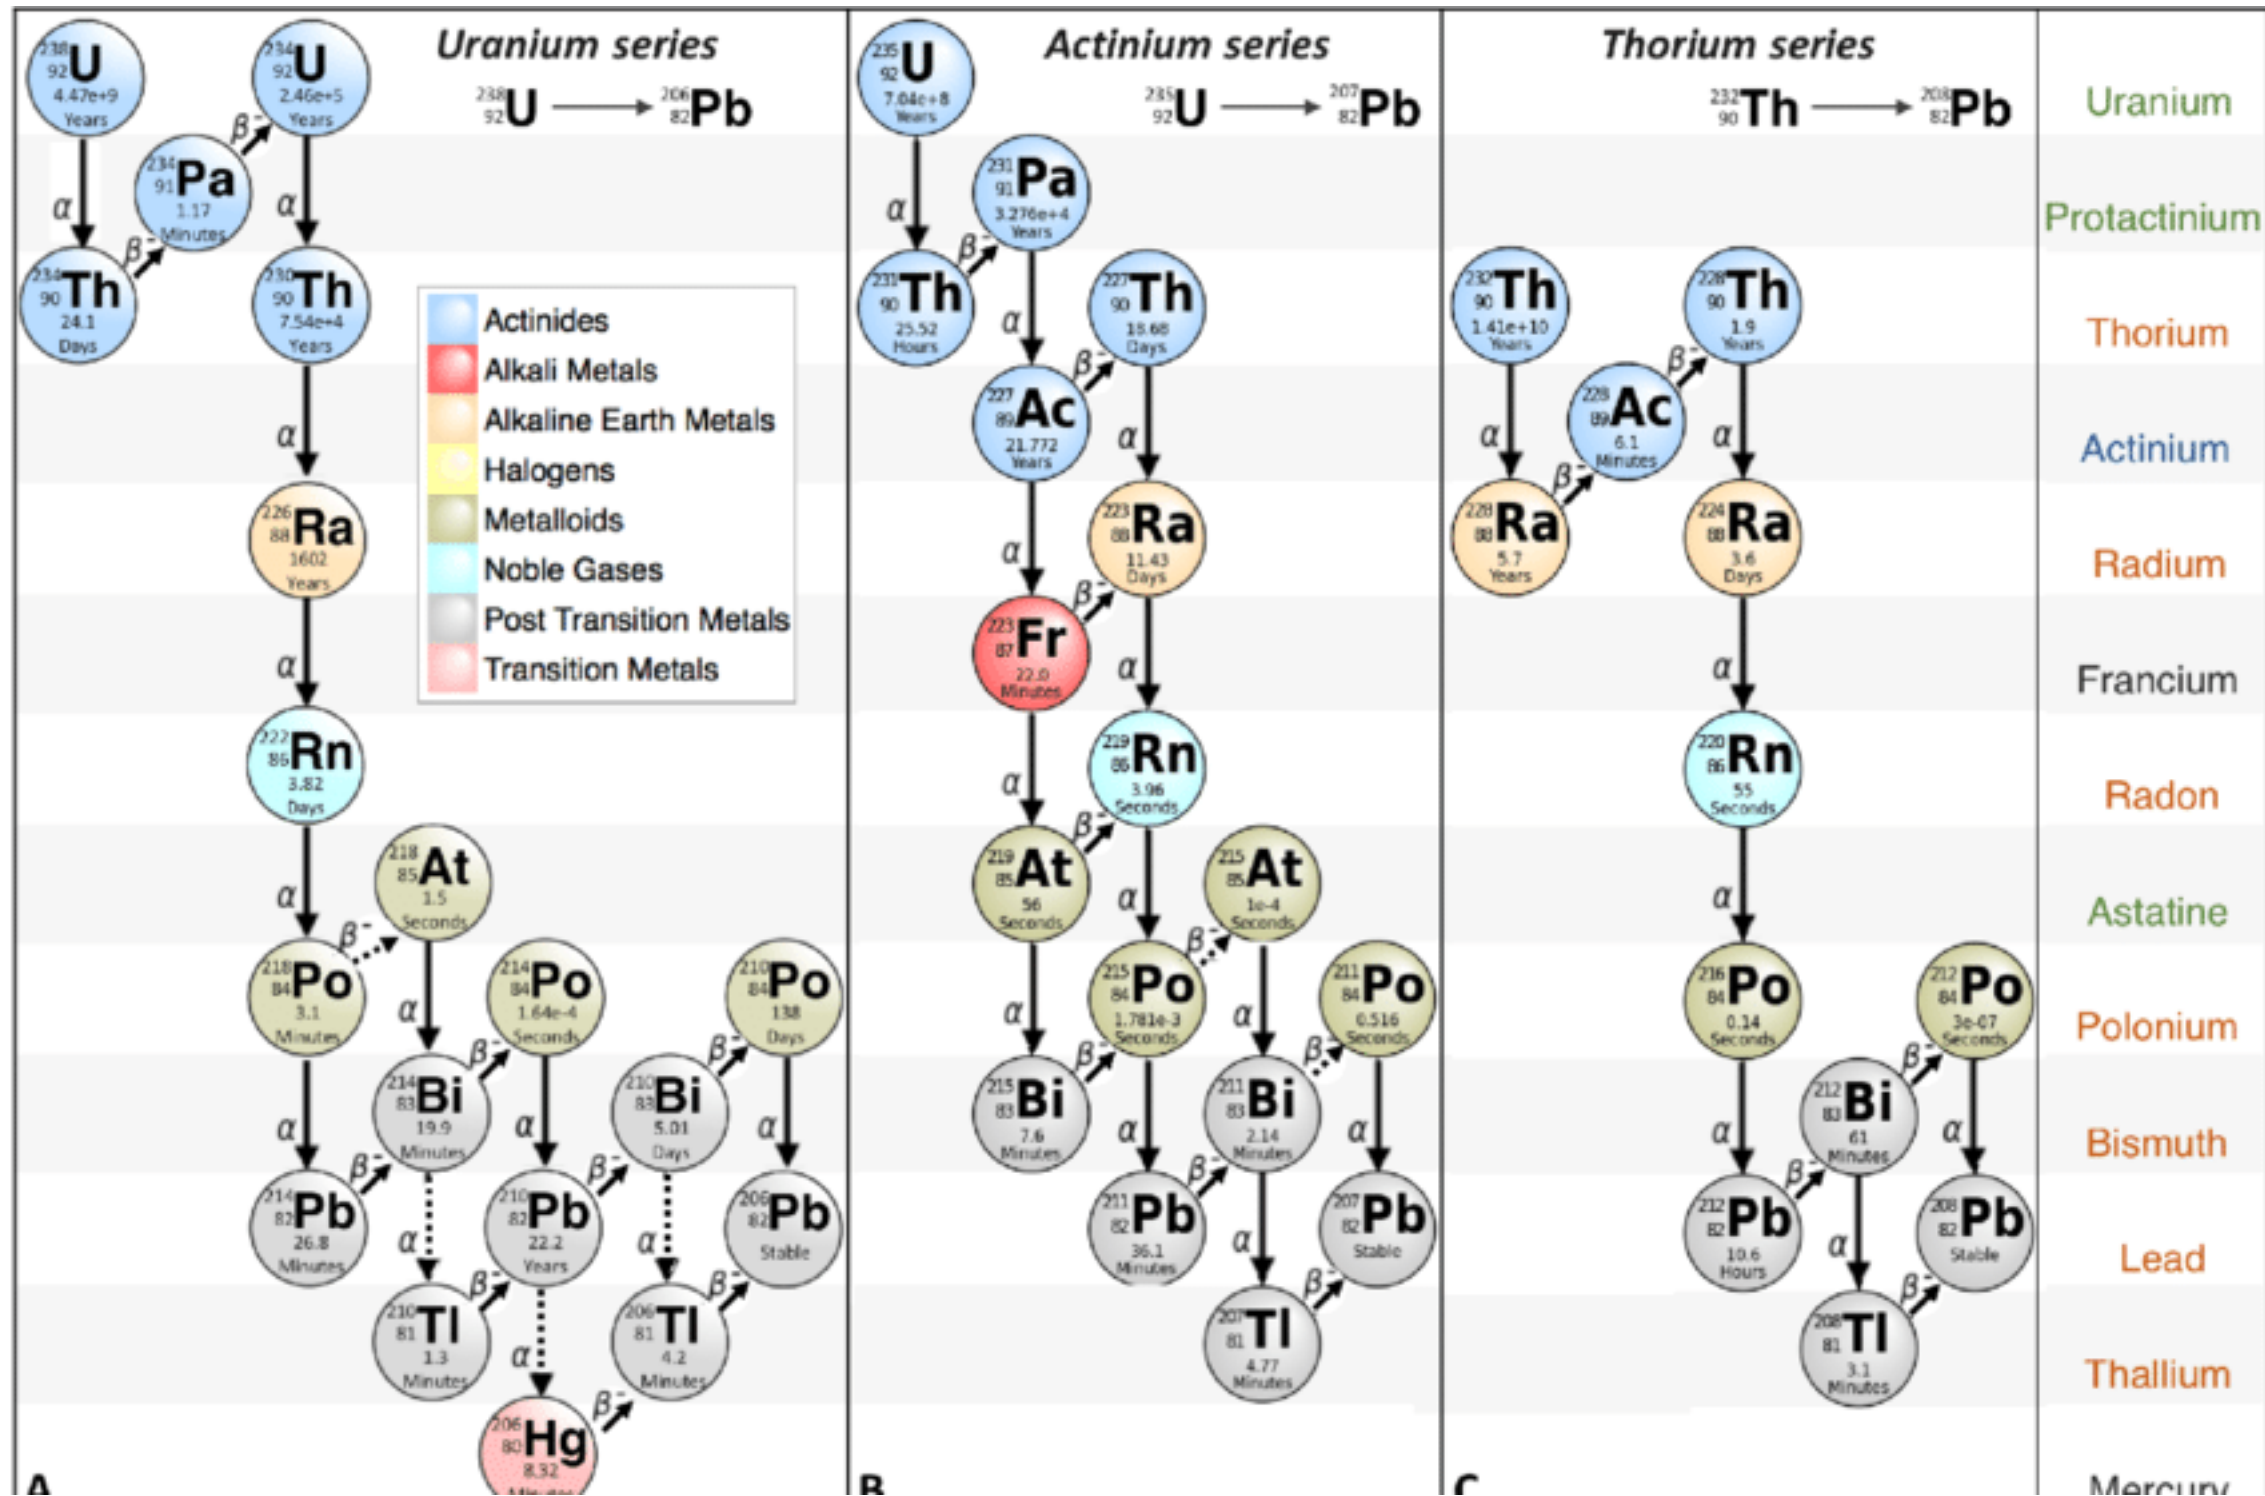 Uranium series
238 92 U → 206 82 Pb
238 92 U
4.47e+9
Years
α
234 90 Th
24.1
Days
β-
234 91 Pa
1.17
Minutes
β-
234 92 U
2.46e+5
Years
α
230 90 Th
7.54e+4
Years
α
226 88 Ra
1602
Years
α
222 86 Rn
3.82
Days
α
218 84 Po
3.1
Minutes
β-
218 85 At
1.5
Seconds
α
α
214 82 Pb
26.8
Minutes
β-
214 83 Bi
19.9
Minutes
β-
214 84 Po
1.64e-4
Seconds
α
α
210 81 Tl
1.3
Minutes
β-
210 82 Pb
22.2
Years
β-
210 83 Bi
5.01
Days
β-
210 84 Po
138
Days
α
α
α
206 80 Hg
8.32
Minutes
β-
206 81 Tl
4.2
Minutes
β-
206 82 Pb
Stable
Actinides
Alkali Metals
Alkaline Earth Metals
Halogens
Metalloids
Noble Gases
Post Transition Metals
Transition Metals
A
Actinium series
235 92 U → 207 82 Pb
235 92 U
7.04e+8
Years
α
231 90 Th
25.52
Hours
β-
231 91 Pa
3.276e+4
Years
α
227 89 Ac
21.772
Years
β-
227 90 Th
18.68
Days
α
α
223 87 Fr
22.0
Minutes
β-
223 88 Ra
11.43
Days
α
α
219 85 At
56
Seconds
β-
219 86 Rn
3.96
Seconds
α
α
215 83 Bi
7.6
Minutes
β-
215 84 Po
1.781e-3
Seconds
β-
215 85 At
1e-4
Seconds
α
α
211 82 Pb
36.1
Minutes
β-
211 83 Bi
2.14
Minutes
β-
211 84 Po
0.516
Seconds
α
α
207 81 Tl
4.77
Minutes
β-
207 82 Pb
Stable
B
Thorium series
232 90 Th → 208 82 Pb
232 90 Th
1.41e+10
Years
α
228 88 Ra
5.7
Years
β-
228 89 Ac
6.1
Minutes
β-
228 90 Th
1.9
Years
α
224 88 Ra
3.6
Days
α
220 86 Rn
55
Seconds
α
216 84 Po
0.14
Seconds
α
212 82 Pb
10.6
Hours
β-
212 83 Bi
61
Minutes
β-
212 84 Po
3e-07
Seconds
α
α
208 81 Tl
3.1
Minutes
β-
208 82 Pb
Stable
C
Uranium
Protactinium
Thorium
Actinium
Radium
Francium
Radon
Astatine
Polonium
Bismuth
Lead
Thallium
Mercury